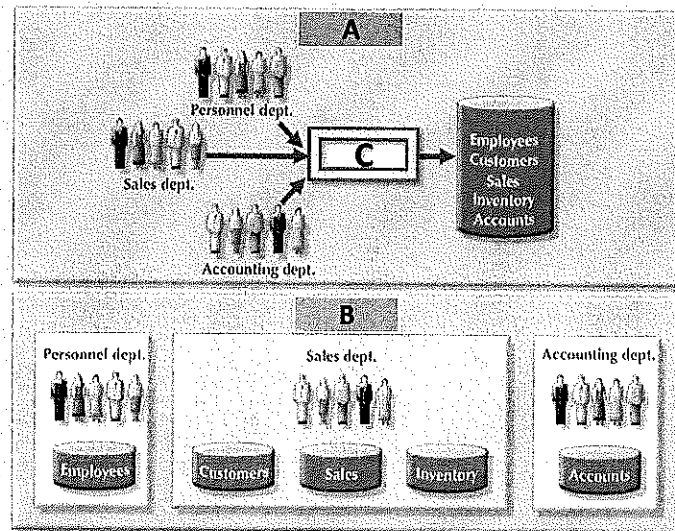 A
Personnel dept.
Sales dept.
C
Accounting dept.
Employees
Customers
Sales
Inventory
Accounts
B
Personnel dept.
Sales dept.
Accounting dept.
Employees
Customers
Sales
Inventory
Accounts